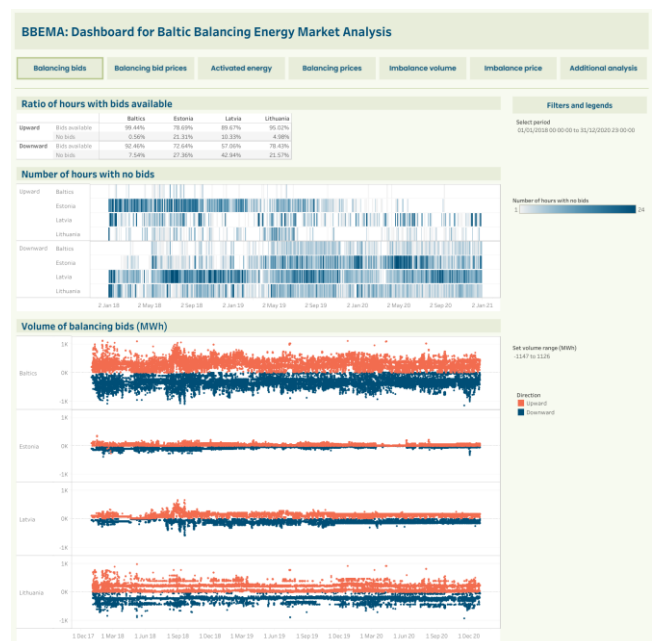 BBEMA: Dashboard for Baltic Balancing Energy Market Analysis
Balancing bids Balancing bid prices Activated energy Balancing prices Imbalance volume Imbalance price Additional analysis
Ratio of hours with bids available
Filters and legends
Baltics Estonia Latvia Lithuania
Upward Bids available 99.44% 78.69% 89.67% 95.02%
No bids 0.56% 21.31% 10.33% 4.98%
Downward Bids available 92.46% 72.64% 57.06% 78.43%
No bids 7.54% 27.36% 42.94% 21.57%
Select period
01/01/2018 00:00:00 to 31/12/2020 23:00:00
Number of hours with no bids
Upward Baltics
Estonia
Latvia
Lithuania
Downward Baltics
Estonia
Latvia
Lithuania
2 Jan 18 2 May 18 2 Sep 18 2 Jan 19 2 May 19 2 Sep 19 2 Jan 20 2 May 20 2 Sep 20 2 Jan 21
Number of hours with no bids
1 24
Volume of balancing bids (MWh)
Baltics
1K
0K
-1K
Estonia
1K
0K
-1K
Latvia
1K
0K
-1K
Lithuania
1K
0K
-1K
1 Dec 17 1 Mar 18 1 Jun 18 1 Sep 18 1 Dec 18 1 Mar 19 1 Jun 19 1 Sep 19 1 Dec 19 1 Mar 20 1 Jun 20 1 Sep 20 1 Dec 20
Set volume range (MWh)
-1147 to 1126
Direction
Upward
Downward